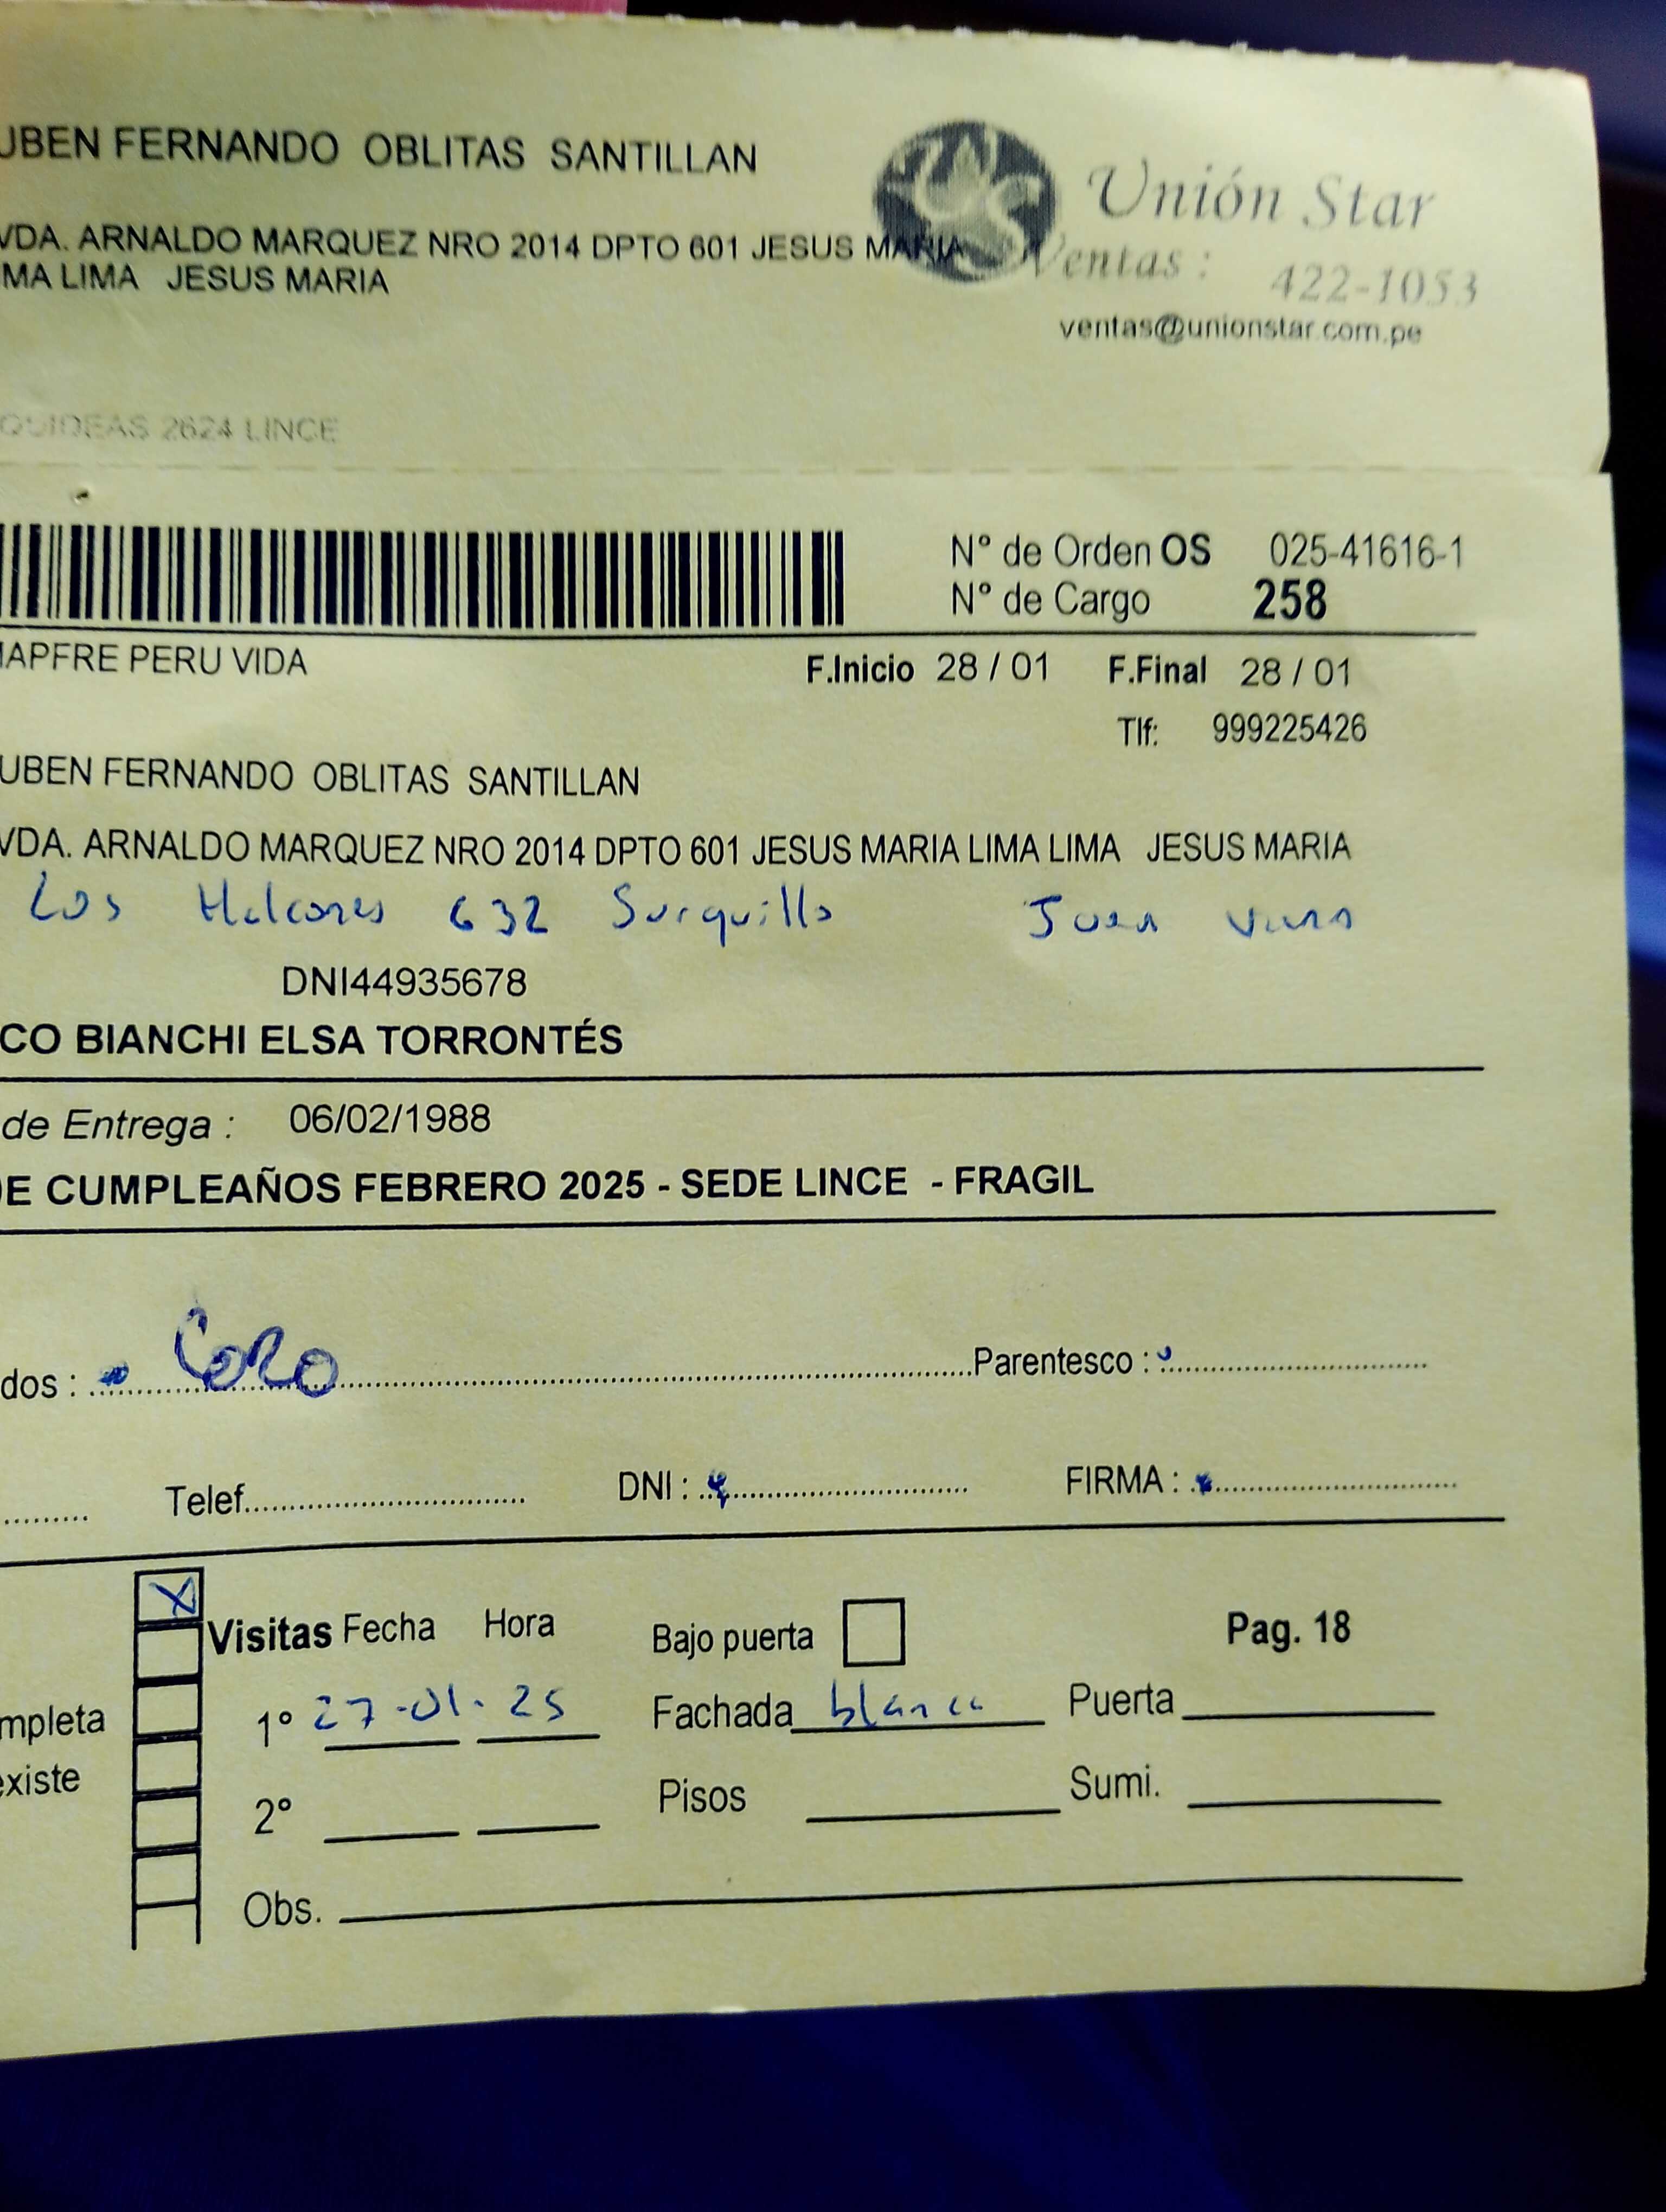 UBEN FERNANDO OBLITAS SANTILLAN
Unión Star
VDA. ARNALDO MARQUEZ NRO 2014 DPTO 601 JESUS MARIA
Ventas : 422-1053
MA LIMA JESUS MARIA
ventas@unionstar.com.pe
QUIDEAS 2624 LINCE
N° de Orden OS 025-41616-1
N° de Cargo 258
MAPFRE PERU VIDA F.Inicio 28 / 01 F.Final 28 / 01
Tlf: 999225426
UBEN FERNANDO OBLITAS SANTILLAN
VDA. ARNALDO MARQUEZ NRO 2014 DPTO 601 JESUS MARIA LIMA LIMA JESUS MARIA
Los Halcones 632 Surquillo Juan
DNI44935678
CO BIANCHI ELSA TORRONTÉS
de Entrega : 06/02/1988
DE CUMPLEAÑOS FEBRERO 2025 - SEDE LINCE - FRAGIL
dos : Parentesco :
Telef. DNI : FIRMA :
X
Visitas Fecha Hora Bajo puerta Pag. 18
mpleta 1° 27-01-25 Fachada blanca Puerta
existe 2° Pisos Sumi.
Obs.